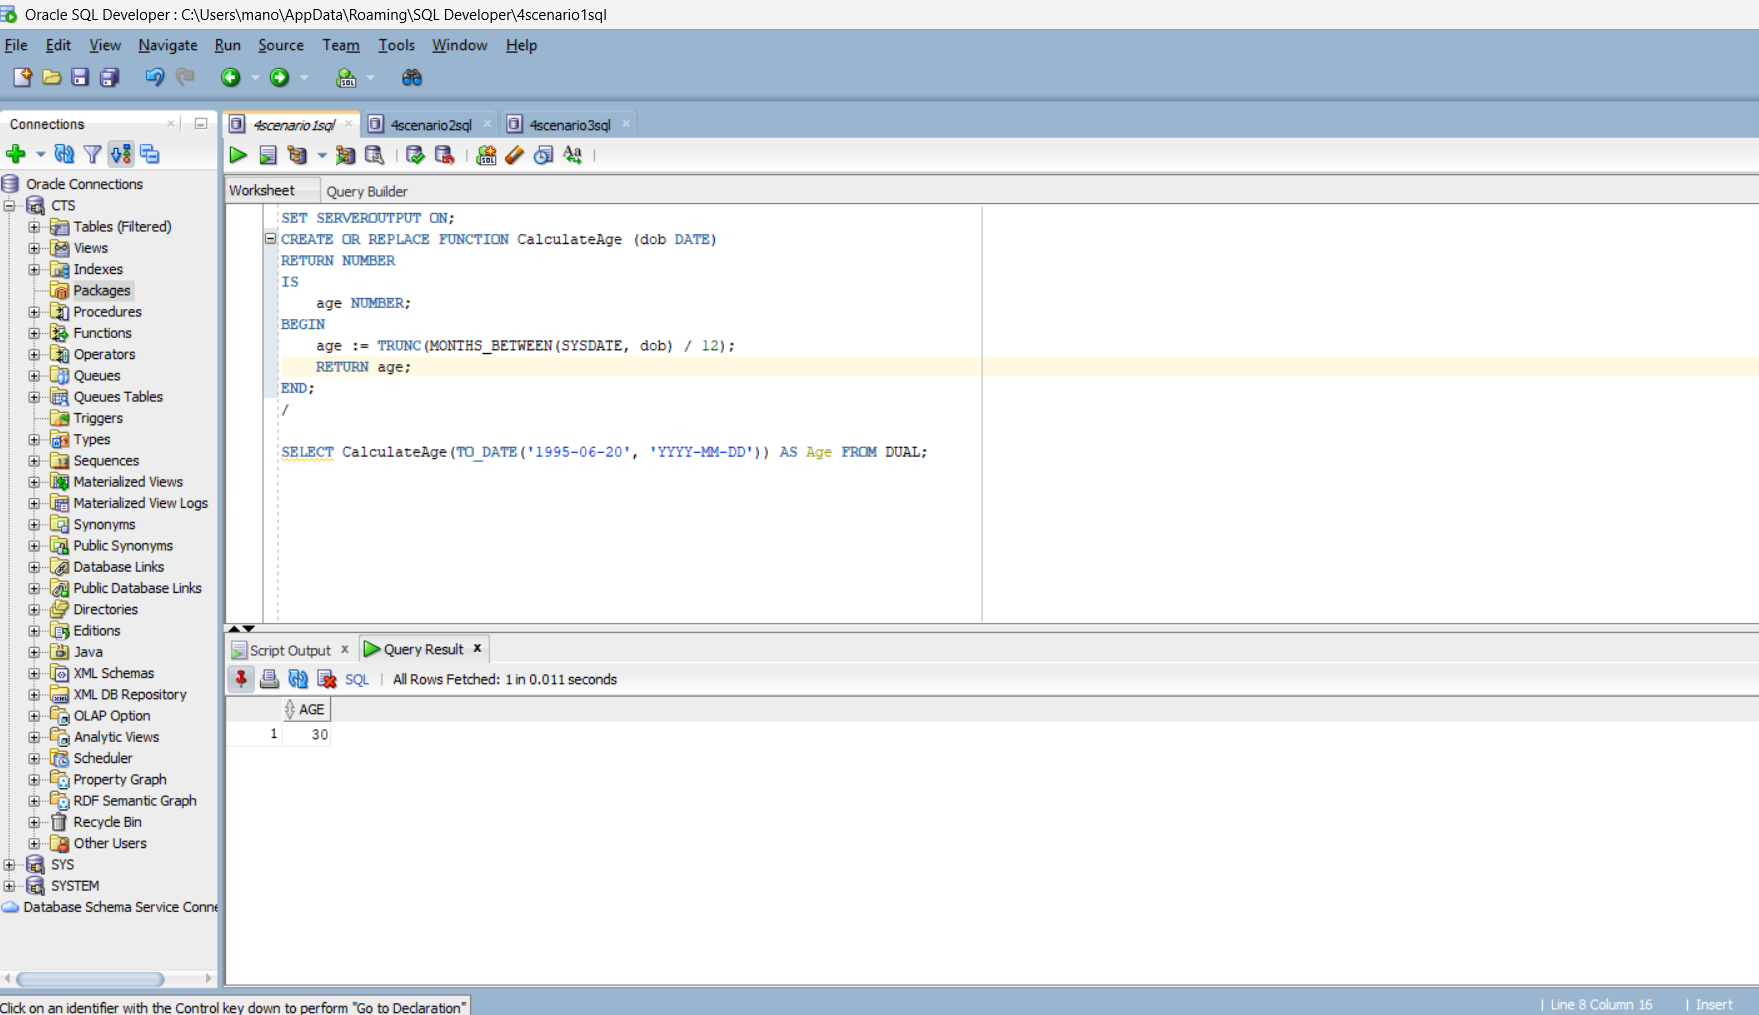 Oracle SQL Developer : C:\Users\mano\AppData\Roaming\SQL Developer\4scenario1sql
File Edit View Navigate Run Source Team Tools Window Help
Connections
4scenario1sql
4scenario2sql
4scenario3sql
Oracle Connections
CTS
Tables (Filtered)
Views
Indexes
Packages
Procedures
Functions
Operators
Queues
Queues Tables
Triggers
Types
Sequences
Materialized Views
Materialized View Logs
Synonyms
Public Synonyms
Database Links
Public Database Links
Directories
Editions
Java
XML Schemas
XML DB Repository
OLAP Option
Analytic Views
Scheduler
Property Graph
RDF Semantic Graph
Recycle Bin
Other Users
SYS
SYSTEM
Database Schema Service Conne
Worksheet Query Builder
SET SERVEROUTPUT ON;
CREATE OR REPLACE FUNCTION CalculateAge (dob DATE)
RETURN NUMBER
IS
age NUMBER;
BEGIN
age := TRUNC(MONTHS_BETWEEN(SYSDATE, dob) / 12);
RETURN age;
END;
/
SELECT CalculateAge(TO_DATE('1995-06-20', 'YYYY-MM-DD')) AS Age FROM DUAL;
Script Output Query Result
SQL | All Rows Fetched: 1 in 0.011 seconds
AGE
1 30
Click on an identifier with the Control key down to perform "Go to Declaration"
| Line 8 Column 16 | Insert